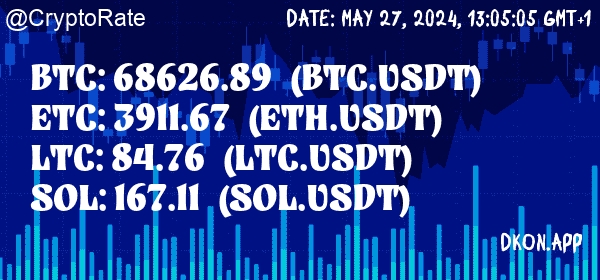 @CryptoRate
DATE: MAY 27, 2024, 13:05:05 GMT+1
BTC: 68626.89 (BTC.USDT)
ETC: 3911.67 (ETH.USDT)
LTC: 84.76 (LTC.USDT)
SOL: 167.11 (SOL.USDT)
DKON.APP